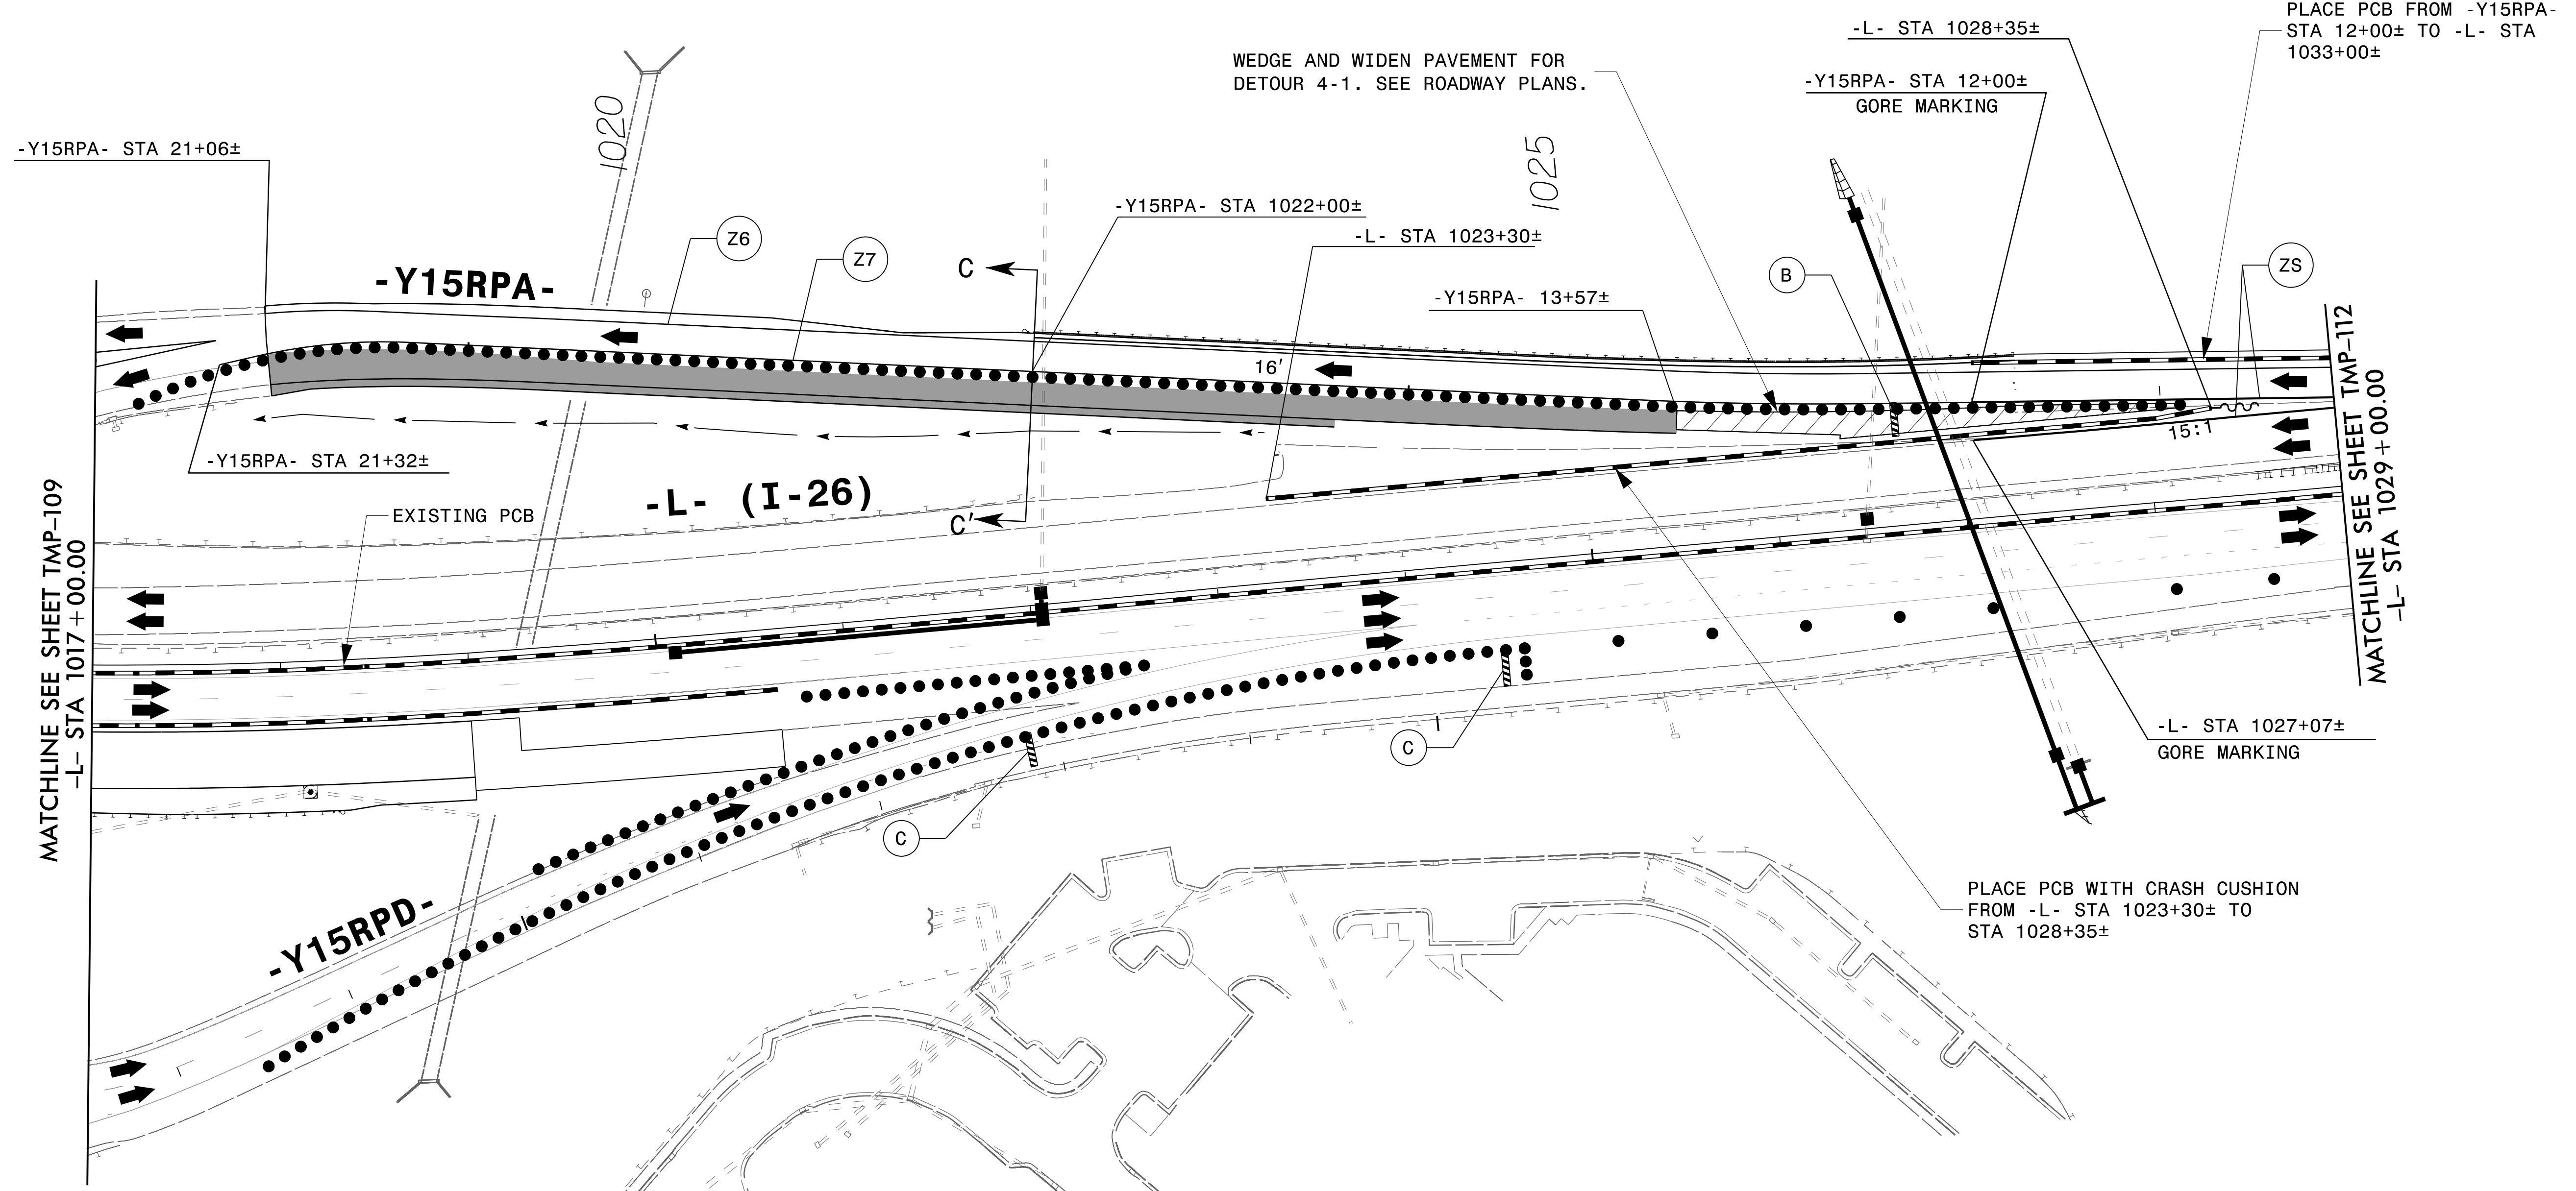 PLACE PCB FROM -Y15RPA-
STA 12+00± TO -L- STA
1033+00±
-L- STA 1028+35±
WEDGE AND WIDEN PAVEMENT FOR
DETOUR 4-1. SEE ROADWAY PLANS.
-Y15RPA- STA 12+00±
GORE MARKING
1020
1025
-Y15RPA- STA 21+06±
-Y15RPA- STA 1022+00±
Z6
-L- STA 1023+30±
Z7
C
B
ZS
-Y15RPA-
-Y15RPA- 13+57±
16'
15:1
-Y15RPA- STA 21+32±
-L- (I-26)
EXISTING PCB
C'
MATCHLINE SEE SHEET TMP-109
-L- STA 1017+00.00
MATCHLINE SEE SHEET TMP-112
-L- STA 1029+00.00
-L- STA 1027+07±
GORE MARKING
C
C
-Y15RPD-
PLACE PCB WITH CRASH CUSHION
FROM -L- STA 1023+30± TO
STA 1028+35±